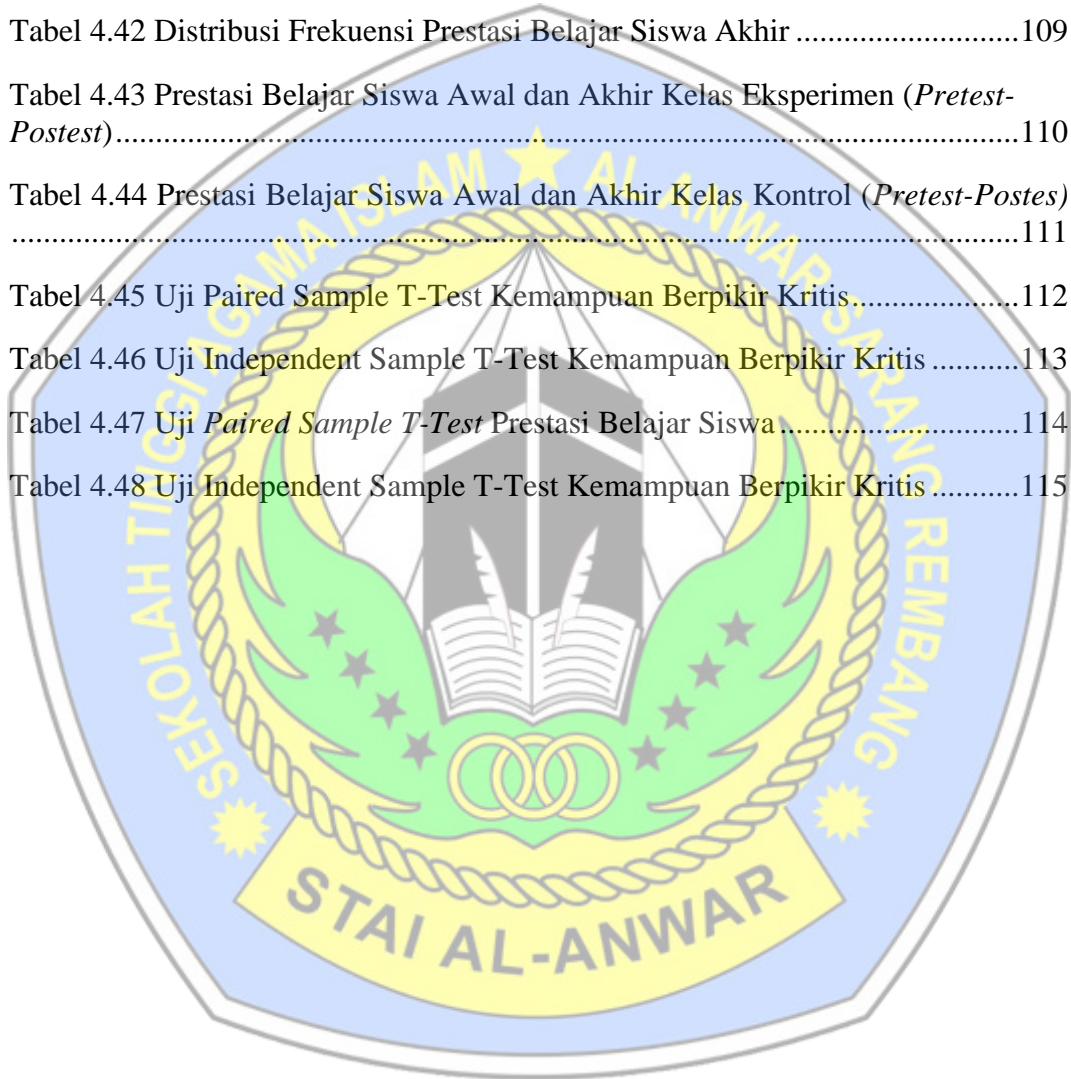 Tabel 4.42 Distribusi Frekuensi Prestasi Belajar Siswa Akhir ............................109
Tabel 4.43 Prestasi Belajar Siswa Awal dan Akhir Kelas Eksperimen (Pretest-
Postest)....................................................................................................................110
Tabel 4.44 Prestasi Belajar Siswa Awal dan Akhir Kelas Kontrol (Pretest-Postes)
................................................................................................................................111
Tabel 4.45 Uji Paired Sample T-Test Kemampuan Berpikir Kritis.....................112
Tabel 4.46 Uji Independent Sample T-Test Kemampuan Berpikir Kritis ...........113
Tabel 4.47 Uji Paired Sample T-Test Prestasi Belajar Siswa..............................114
Tabel 4.48 Uji Independent Sample T-Test Kemampuan Berpikir Kritis ...........115
SEKOLAH TINGGI AGAMA ISLAM ★ AL ANWAR SARANG REMBANG
STAI AL-ANWAR